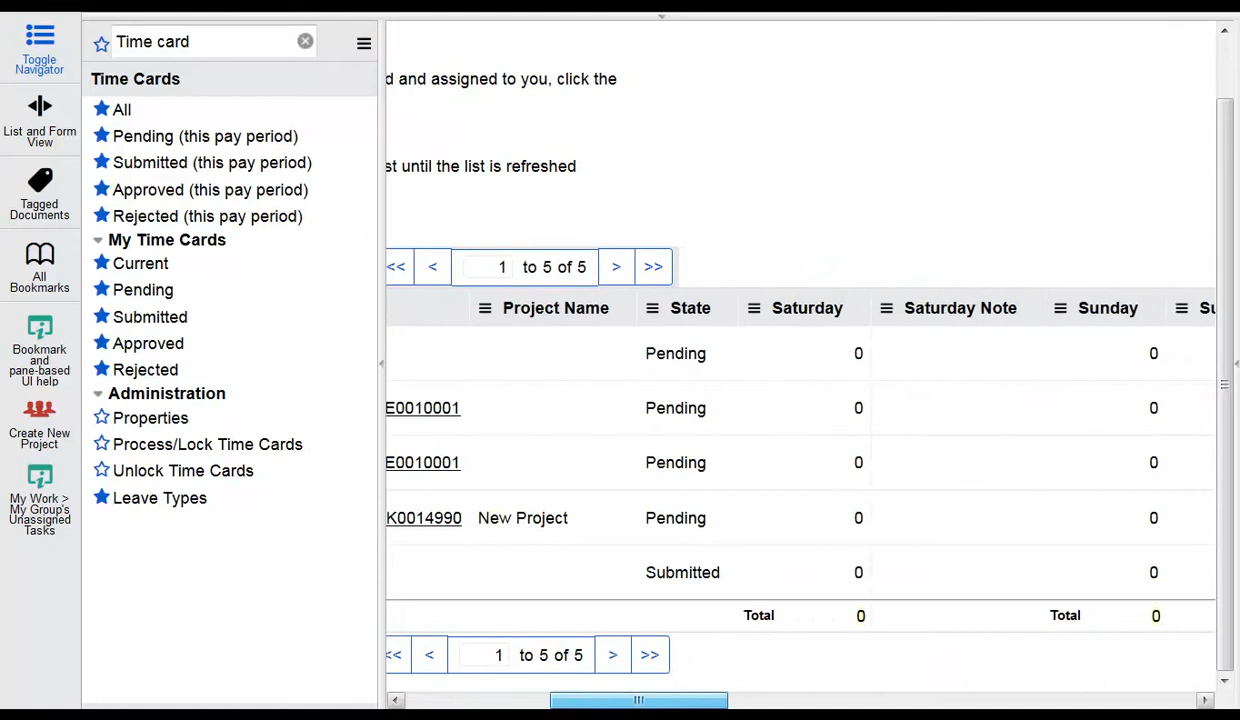 Toggle
Navigator
List and Form
View
Tagged
Documents
All
Bookmarks
Bookmark
and
pane-based
UI help
Create New
Project
My Work >
My Group's
Unassigned
Tasks
Time card
Time Cards
All
Pending (this pay period)
Submitted (this pay period)
Approved (this pay period)
Rejected (this pay period)
My Time Cards
Current
Pending
Submitted
Approved
Rejected
Administration
Properties
Process/Lock Time Cards
Unlock Time Cards
Leave Types
d and assigned to you, click the
st until the list is refreshed
<< < 1 to 5 of 5 > >>
Project Name State Saturday Saturday Note Sunday Su
Pending 0 0
E0010001 Pending 0 0
E0010001 Pending 0 0
K0014990 New Project Pending 0 0
Submitted 0 0
Total 0 Total 0
<< < 1 to 5 of 5 > >>